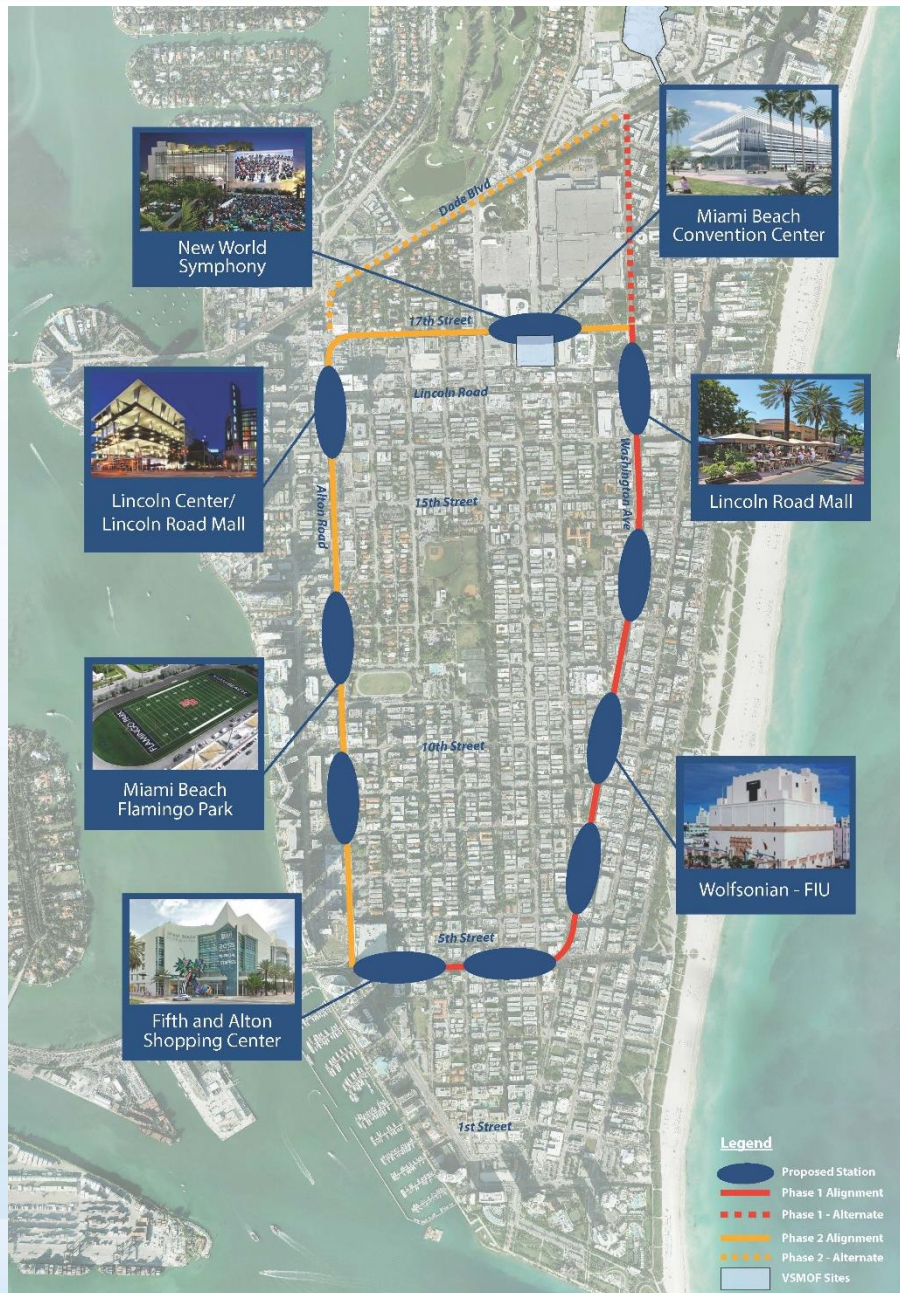 Dade Blvd
New World
Symphony
Miami Beach
Convention Center
17th Street
Lincoln Road
Lincoln Center/
Lincoln Road Mall
Alton Road
15th Street
Washington Ave
Lincoln Road Mall
FLAMINGO PARK
Miami Beach
Flamingo Park
10th Street
Wolfsonian - FIU
5th Street
Fifth and Alton
Shopping Center
1st Street
Legend
Proposed Station
Phase 1 Alignment
Phase 1 - Alternate
Phase 2 Alignment
Phase 2 - Alternate
VSMOF Sites